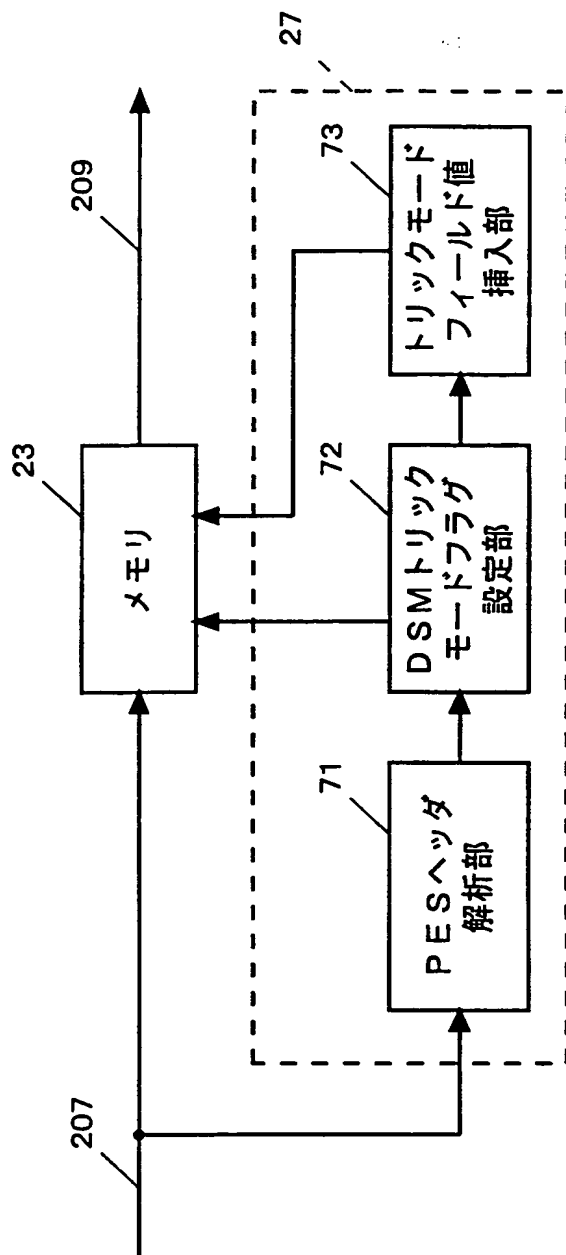 207
209
23
メモリ
27
71
PESヘッダ
解析部
72
DSMトリック
モードフラグ
設定部
73
トリックモード
フィールド値
挿入部